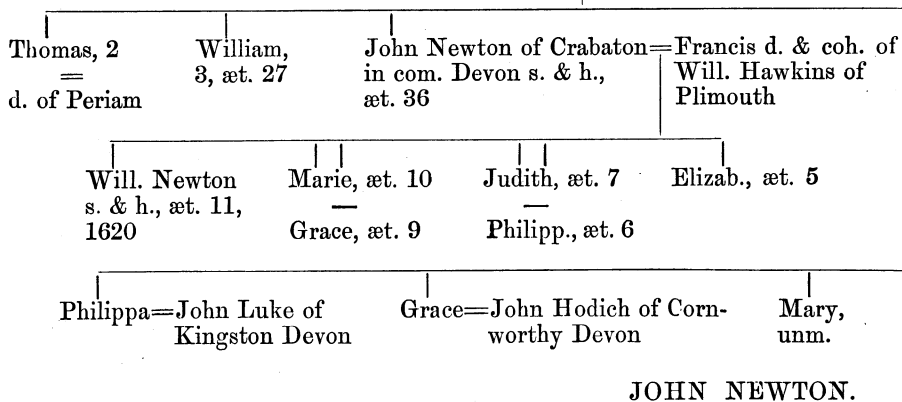 Thomas, 2
=
d. of Periam
William,
3, æt. 27
John Newton of Crabaton=Francis d. & coh. of
in com. Devon s. & h., Will. Hawkins of
æt. 36 Plimouth
Will. Newton
s. & h., æt. 11,
1620
Marie, æt. 10
—
Grace, æt. 9
Judith, æt. 7
—
Philipp., æt. 6
Elizab., æt. 5
Philippa=John Luke of
Kingston Devon
Grace=John Hodich of Corn-
worthy Devon
Mary,
unm.
JOHN NEWTON.